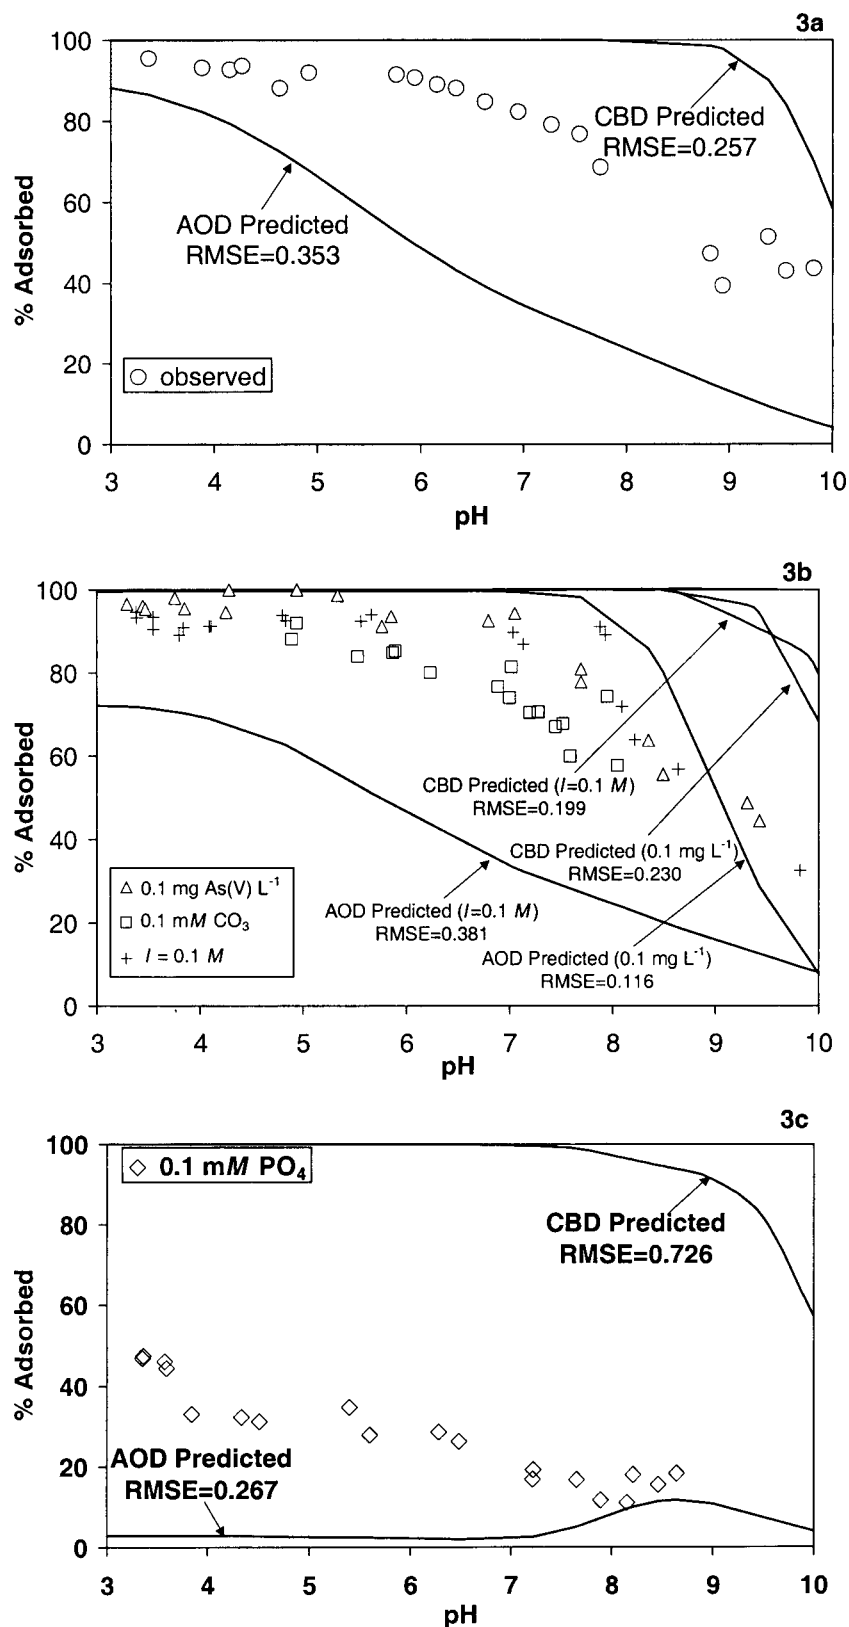 3a
100
80
60
40
20
0
% Adsorbed
CBD Predicted
RMSE=0.257
AOD Predicted
RMSE=0.353
observed
3 4 5 6 7 8 9 10
pH
3b
100
80
60
40
20
0
% Adsorbed
CBD Predicted (I=0.1 M)
RMSE=0.199
CBD Predicted (0.1 mg L⁻¹)
RMSE=0.230
AOD Predicted (I=0.1 M)
RMSE=0.381
AOD Predicted (0.1 mg L⁻¹)
RMSE=0.116
0.1 mg As(V) L⁻¹
0.1 mM CO₃
I = 0.1 M
3 4 5 6 7 8 9 10
pH
3c
100
80
60
40
20
0
% Adsorbed
0.1 mM PO₄
CBD Predicted
RMSE=0.726
AOD Predicted
RMSE=0.267
3 4 5 6 7 8 9 10
pH